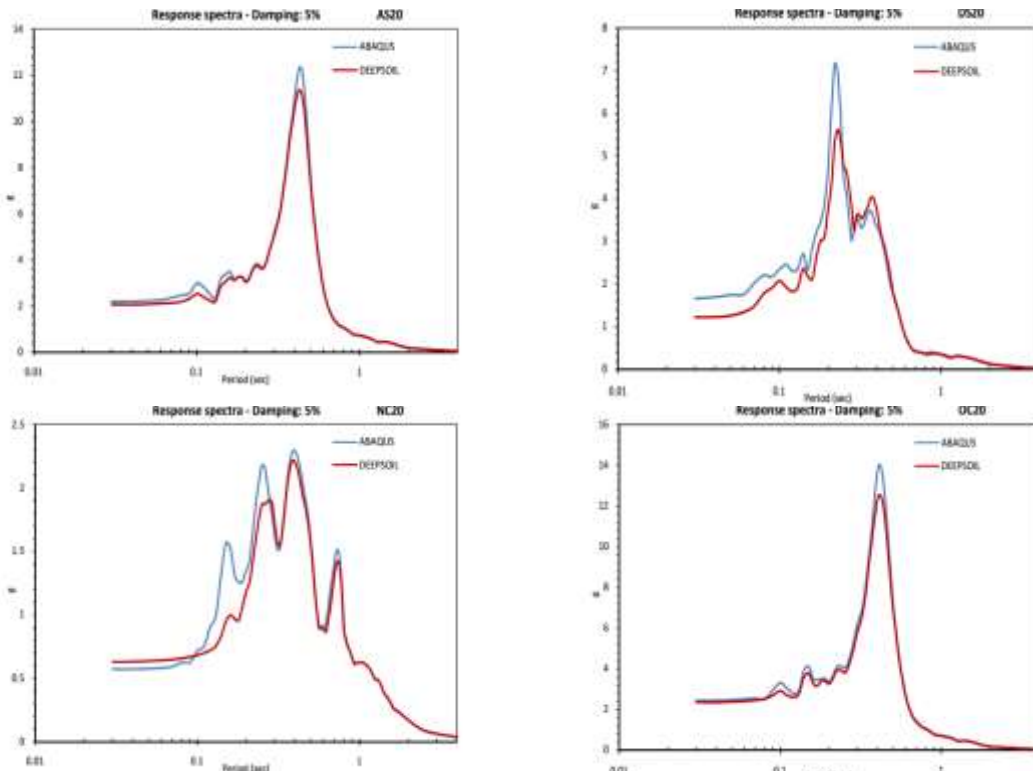 Response spectra - Damping: 5% AS20
14
12
10
8
6
4
2
0
g
ABAQUS
DEEPSOIL
0.01 0.1 1
Period (sec)
Response spectra - Damping: 5% DS20
8
7
6
5
4
3
2
1
0
g
ABAQUS
DEEPSOIL
0.01 0.1 1
Period (sec)
Response spectra - Damping: 5% NC20
2.5
2
1.5
1
0.5
0
g
ABAQUS
DEEPSOIL
0.01 0.1 1
Period (sec)
Response spectra - Damping: 5% OC20
16
14
12
10
8
6
4
2
0
g
ABAQUS
DEEPSOIL
0.01 0.1 1